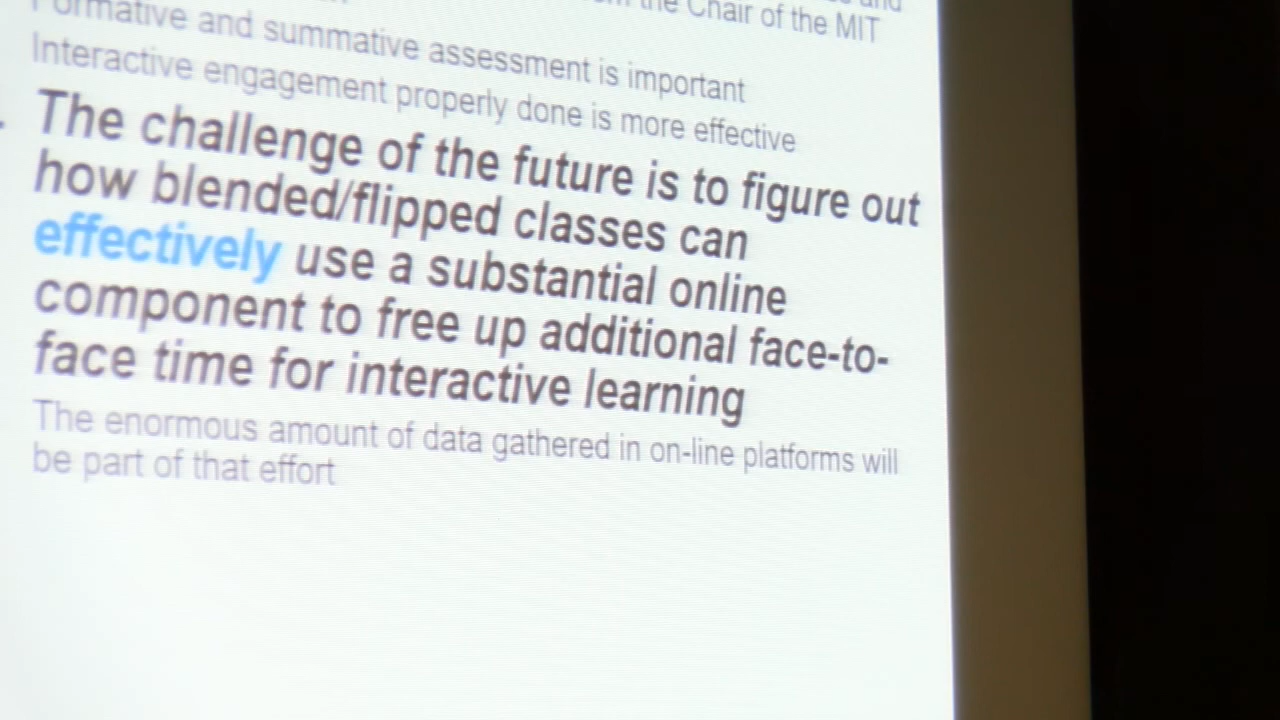 the Chair of the MIT
Formative and summative assessment is important
Interactive engagement properly done is more effective
The challenge of the future is to figure out
how blended/flipped classes can
effectively use a substantial online
component to free up additional face-to-
face time for interactive learning
The enormous amount of data gathered in on-line platforms will
be part of that effort